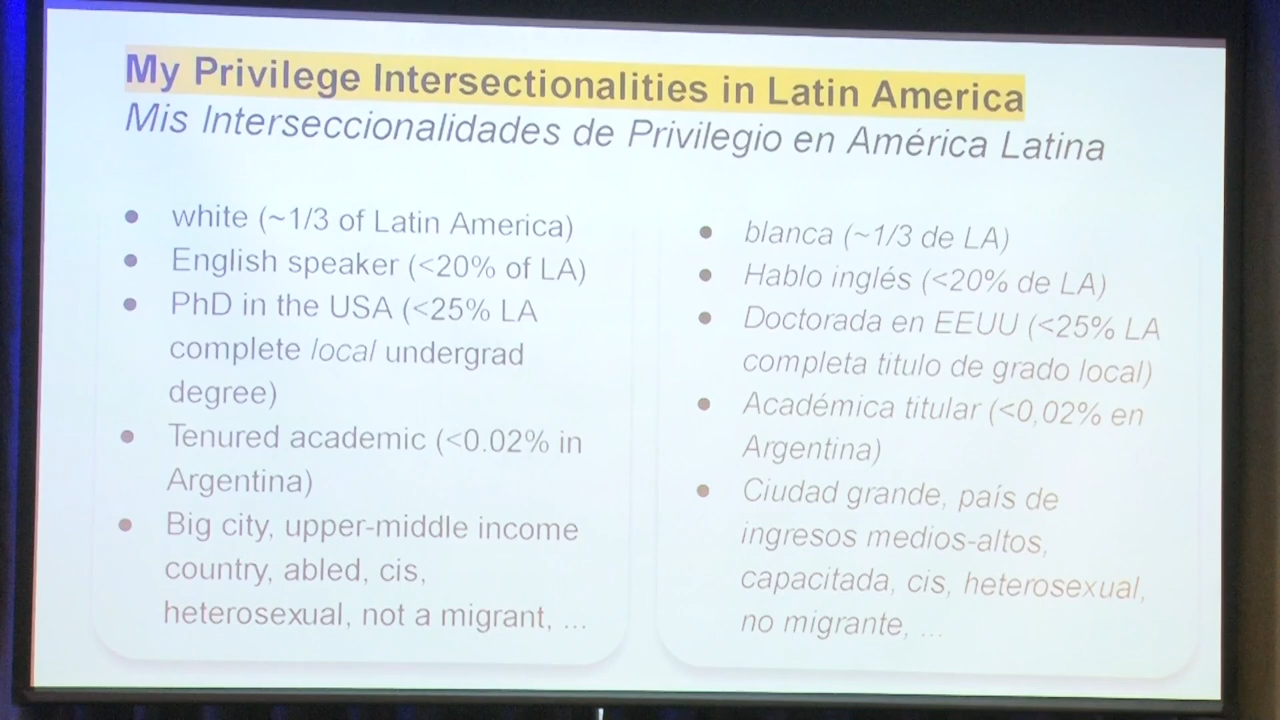 My Privilege Intersectionalities in Latin America
Mis Interseccionalidades de Privilegio en América Latina
● white (~1/3 of Latin America)
● English speaker (<20% of LA)
● PhD in the USA (<25% LA
complete local undergrad
degree)
● Tenured academic (<0.02% in
Argentina)
● Big city, upper-middle income
country, abled, cis,
heterosexual, not a migrant, ...
● blanca (~1/3 de LA)
● Hablo inglés (<20% de LA)
● Doctorada en EEUU (<25% LA
completa titulo de grado local)
● Académica titular (<0,02% en
Argentina)
● Ciudad grande, país de
ingresos medios-altos,
capacitada, cis, heterosexual,
no migrante, ...